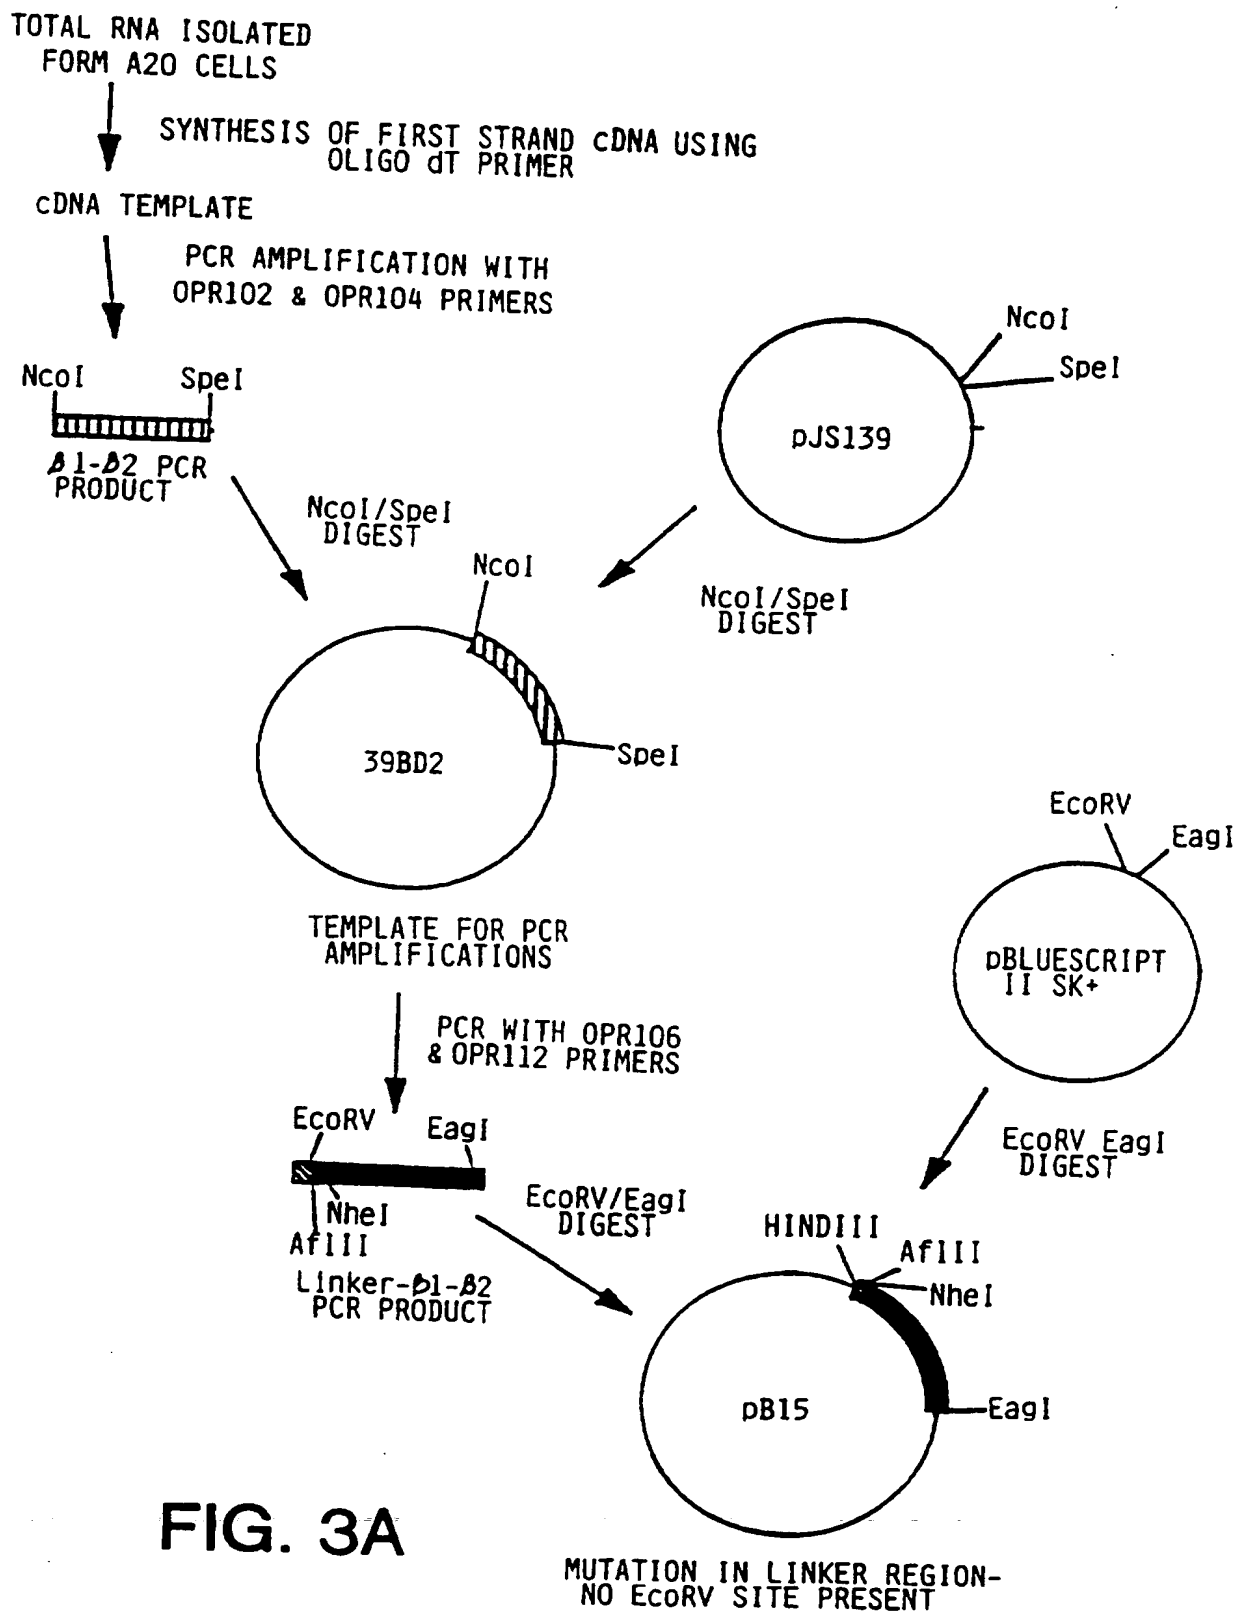 TOTAL RNA ISOLATED
FORM A20 CELLS
SYNTHESIS OF FIRST STRAND cDNA USING
OLIGO dT PRIMER
cDNA TEMPLATE
PCR AMPLIFICATION WITH
OPR102 & OPR104 PRIMERS
NcoI
SpeI
β1-β2 PCR
PRODUCT
NcoI
SpeI
pJS139
NcoI/SpeI
DIGEST
NcoI/SpeI
DIGEST
NcoI
39BD2
SpeI
TEMPLATE FOR PCR
AMPLIFICATIONS
EcoRV
EagI
pBLUESCRIPT
II SK+
PCR WITH OPR106
& OPR112 PRIMERS
EcoRV
EagI
NheI
AflII
Linker-β1-β2
PCR PRODUCT
EcoRV/EagI
DIGEST
EcoRV EagI
DIGEST
HINDIII
AflII
NheI
pB15
EagI
FIG. 3A
MUTATION IN LINKER REGION-
NO EcoRV SITE PRESENT